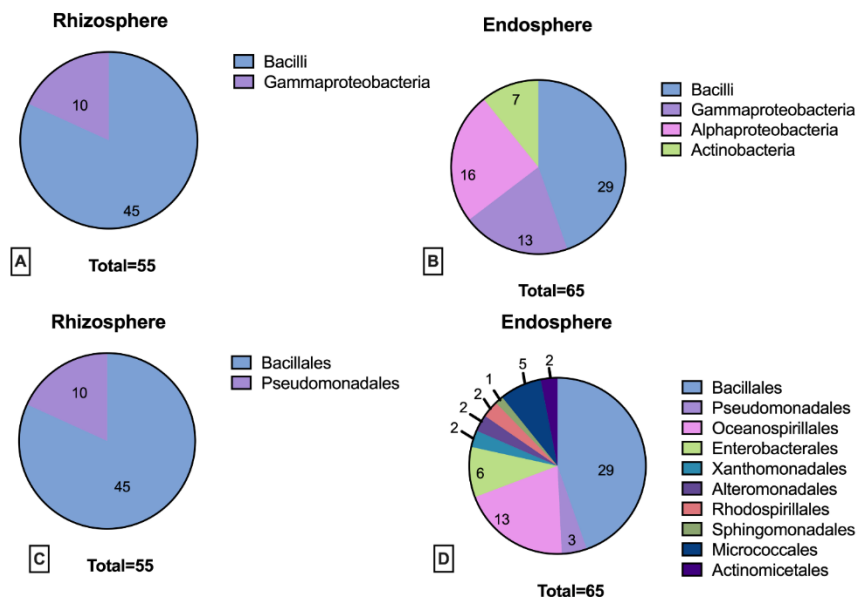 Rhizosphere
Bacilli
Gammaproteobacteria
10
45
A
Total=55
Endosphere
Bacilli
Gammaproteobacteria
Alphaproteobacteria
Actinobacteria
7
29
16
13
B
Total=65
Rhizosphere
Bacillales
Pseudomonadales
10
45
C
Total=55
Endosphere
Bacillales
Pseudomonadales
Oceanospirillales
Enterobacterales
Xanthomonadales
Alteromonadales
Rhodospirillales
Sphingomonadales
Micrococcales
Actinomicetales
2
5
1
2
2
2
6
29
13
3
D
Total=65